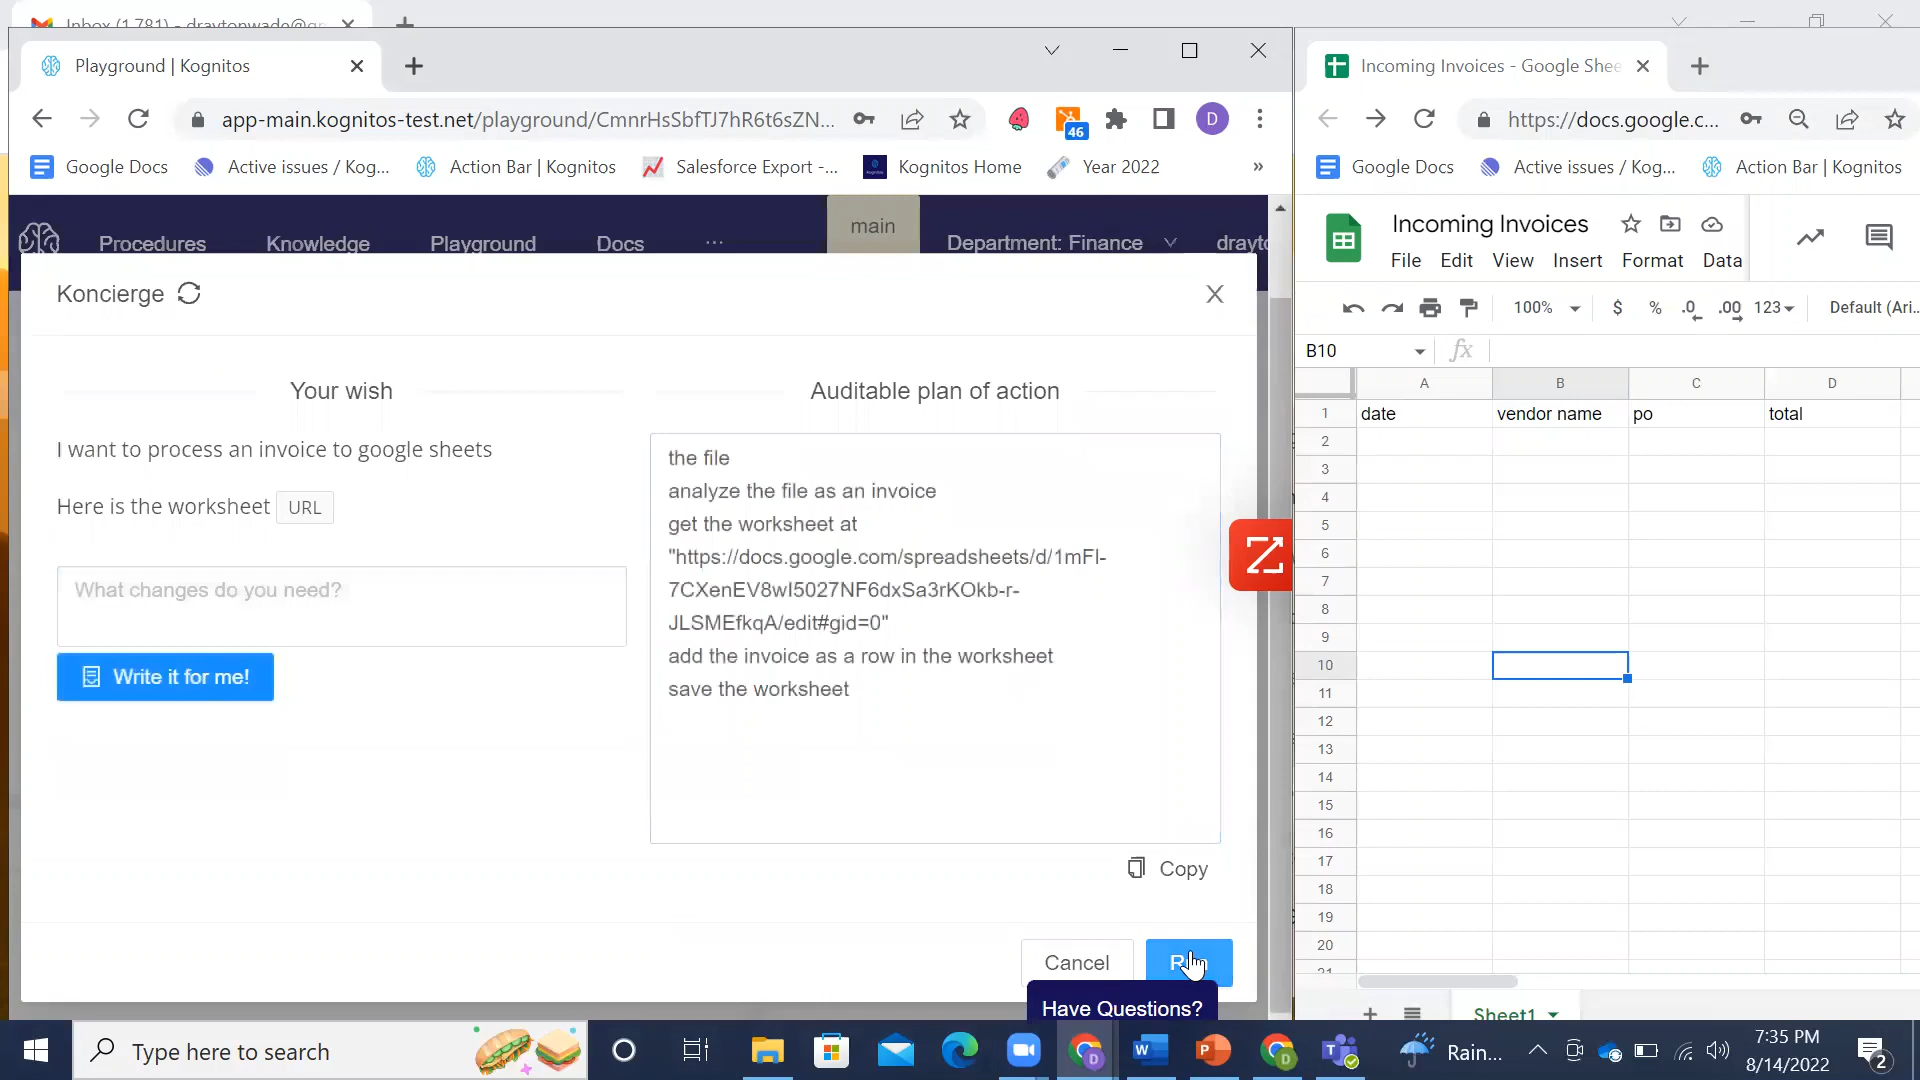 Inbox (1,781) - draytonwade@g
Playground | Kognitos
app-main.kognitos-test.net/playground/CmnrHsSbfTJ7hR6t6sZN...
46
D
Google Docs
Active issues / Kog...
Action Bar | Kognitos
Salesforce Export -...
Kognitos Home
Year 2022
»
Procedures
Knowledge
Playground
Docs
...
main
Department: Finance
drayto
Koncierge
Your wish
I want to process an invoice to google sheets
Here is the worksheet URL
What changes do you need?
Write it for me!
Auditable plan of action
the file
analyze the file as an invoice
get the worksheet at
"https://docs.google.com/spreadsheets/d/1mFl-
7CXenEV8wI5027NF6dxSa3rKOkb-r-
JLSMEfkqA/edit#gid=0"
add the invoice as a row in the worksheet
save the worksheet
Copy
Cancel
Have Questions?
Incoming Invoices - Google Shee
https://docs.google.c...
Google Docs
Active issues / Kog...
Action Bar | Kognitos
Incoming Invoices
File Edit View Insert Format Data
100% $ % .0 .00 123 Default (Ari...
B10 fx
A B C D
1 date vendor name po total
2
3
4
5
6
7
8
9
10
11
12
13
14
15
16
17
18
19
20
21
Sheet1
Type here to search
Rain...
7:35 PM
8/14/2022
2